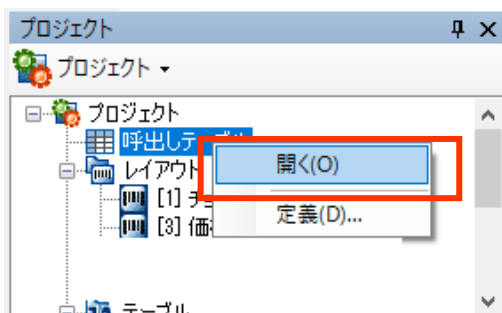 プロジェクト
プロジェクト
プロジェクト
呼出しテーブル
開く(O)
レイアウト
定義(D)...
[1] チ
[3] 価
テーブル